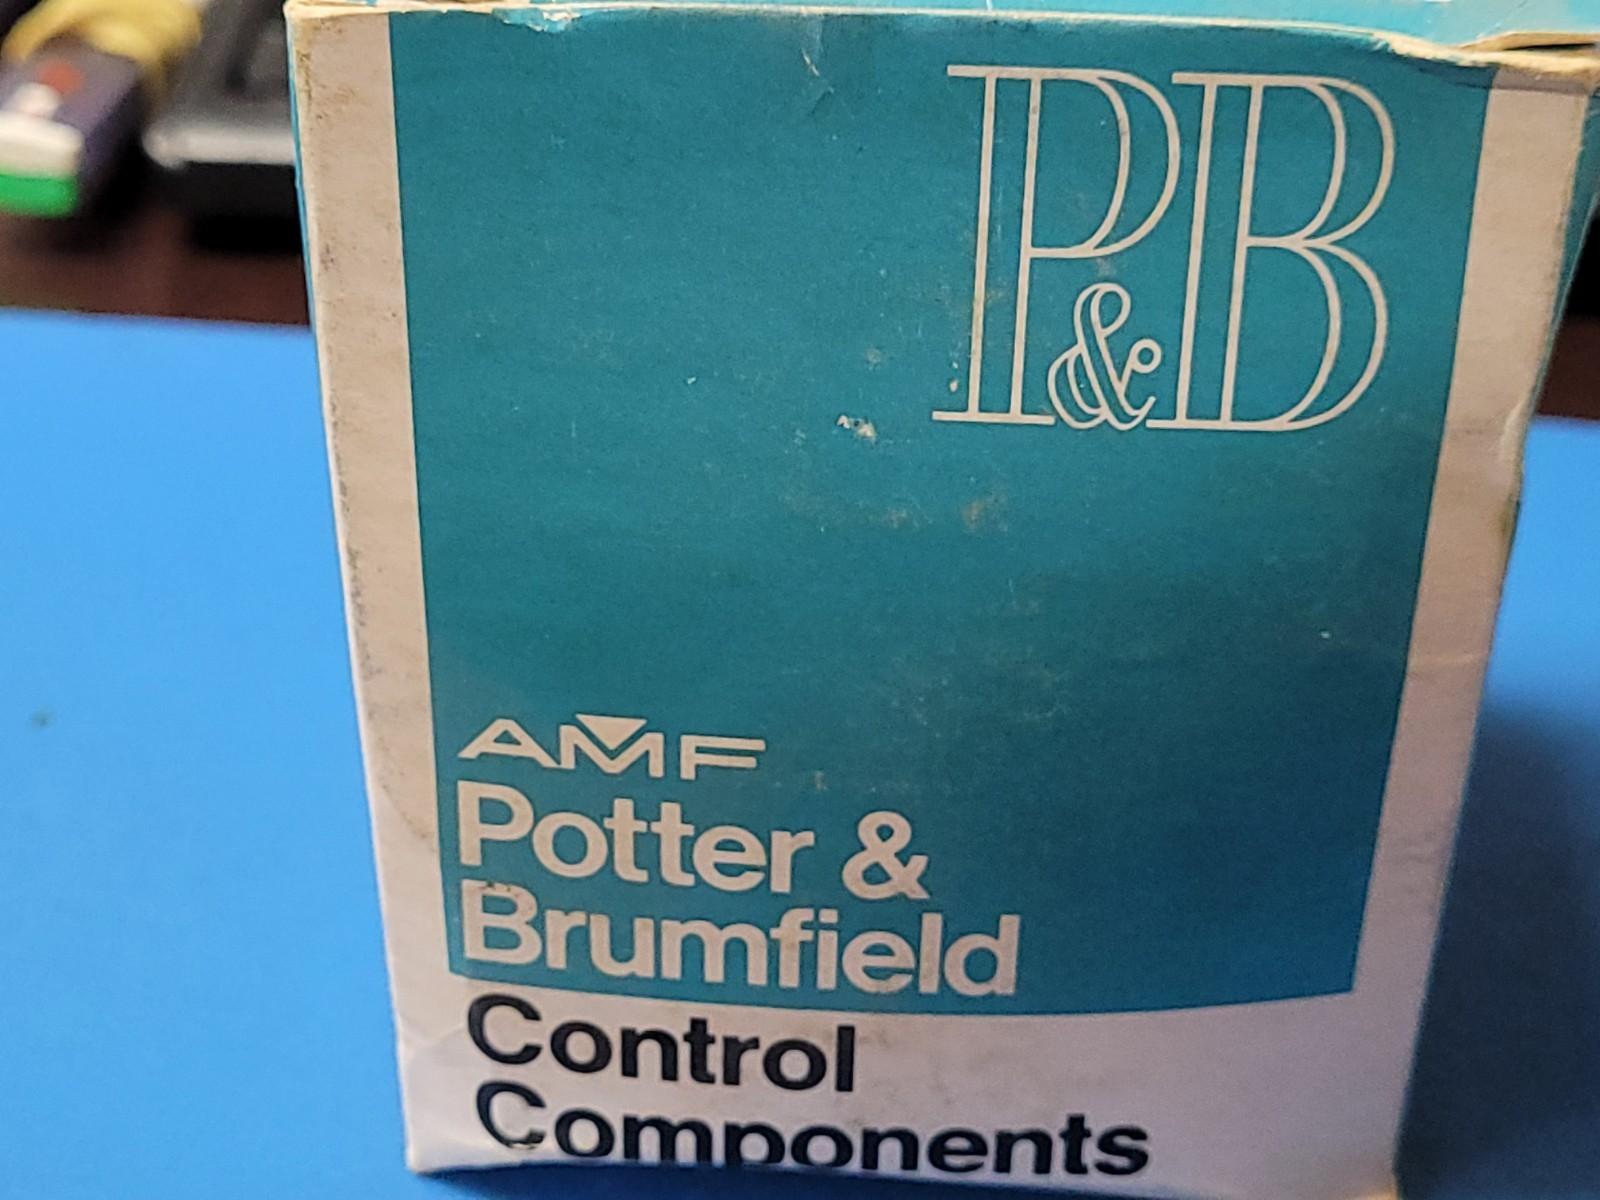 P&B
AMF
Potter &
Brumfield
Control
Components